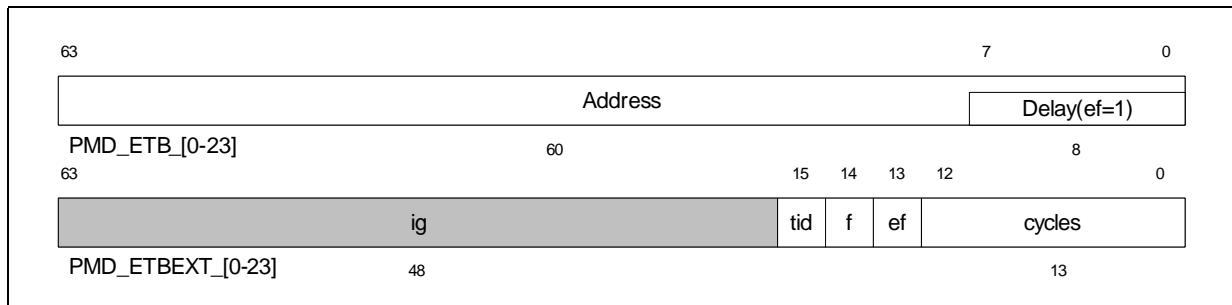 63 7 0
Address
Delay(ef=1)
PMD_ETB_[0-23] 60 8
63 15 14 13 12 0
ig tid f ef cycles
PMD_ETBEXT_[0-23] 48 13